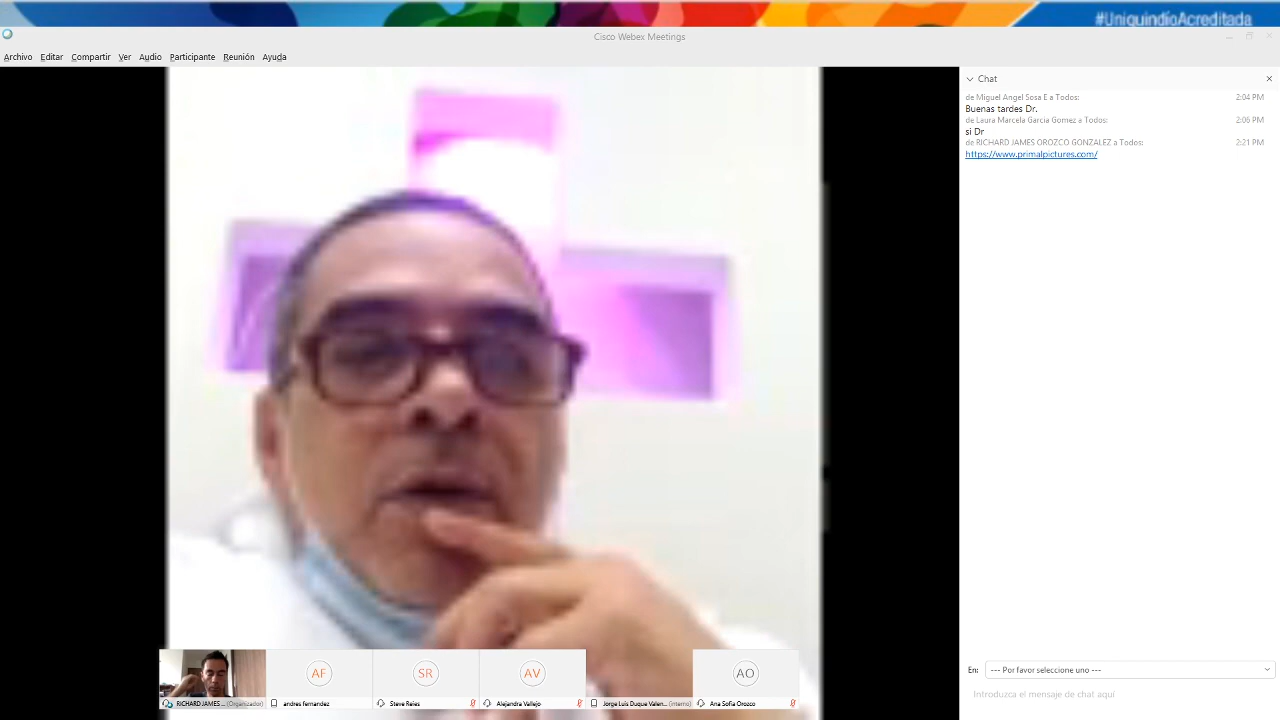 #UniquindíoAcreditada
Cisco Webex Meetings
Archivo Editar Compartir Ver Audio Participante Reunión Ayuda
Chat
de Miguel Angel Sosa E a Todos: 2:04 PM
Buenas tardes Dr.
de Laura Marcela Garcia Gomez a Todos: 2:06 PM
si Dr
de RICHARD JAMES OROZCO GONZALEZ a Todos: 2:21 PM
https://www.primalpictures.com/
En: --- Por favor seleccione uno ---
Introduzca el mensaje de chat aquí
AF SR AV AO
RICHARD JAMES ... (Organizador) andres fernandez Steve Reies Alejandra Vallejo Jorge Luis Duque Valen... (interno) Ana Sofia Orozco